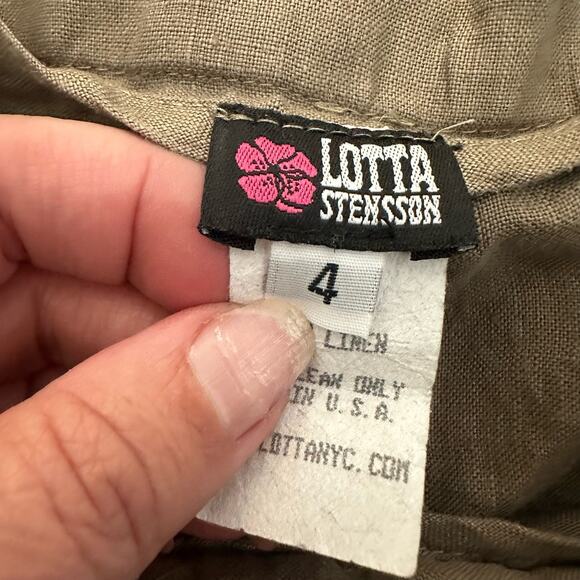 LOTTA
STENSSON
4
LINEN
LEAN ONLY
IN U.S.A.
LOTTANYC.COM